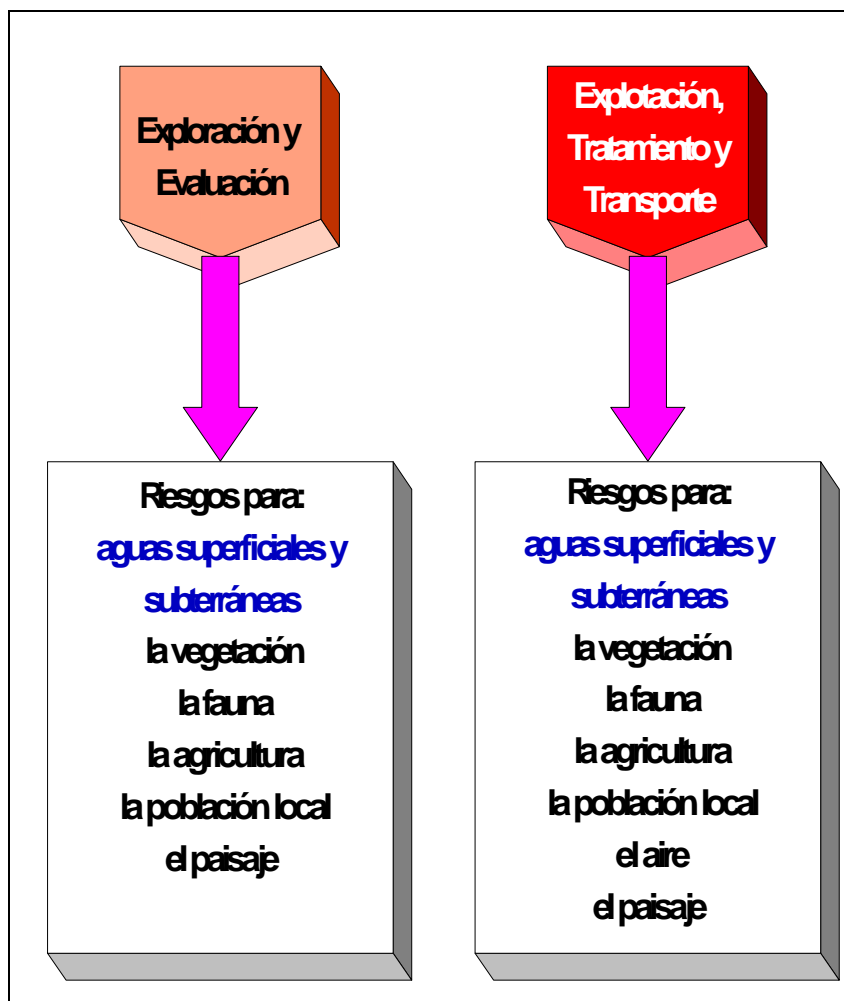 Exploración y
Evaluación
Riesgos para:
aguas superficiales y
subterráneas
la vegetación
la fauna
la agricultura
la población local
el paisaje
Explotación,
Tratamiento y
Transporte
Riesgos para:
aguas superficiales y
subterráneas
la vegetación
la fauna
la agricultura
la población local
el aire
el paisaje